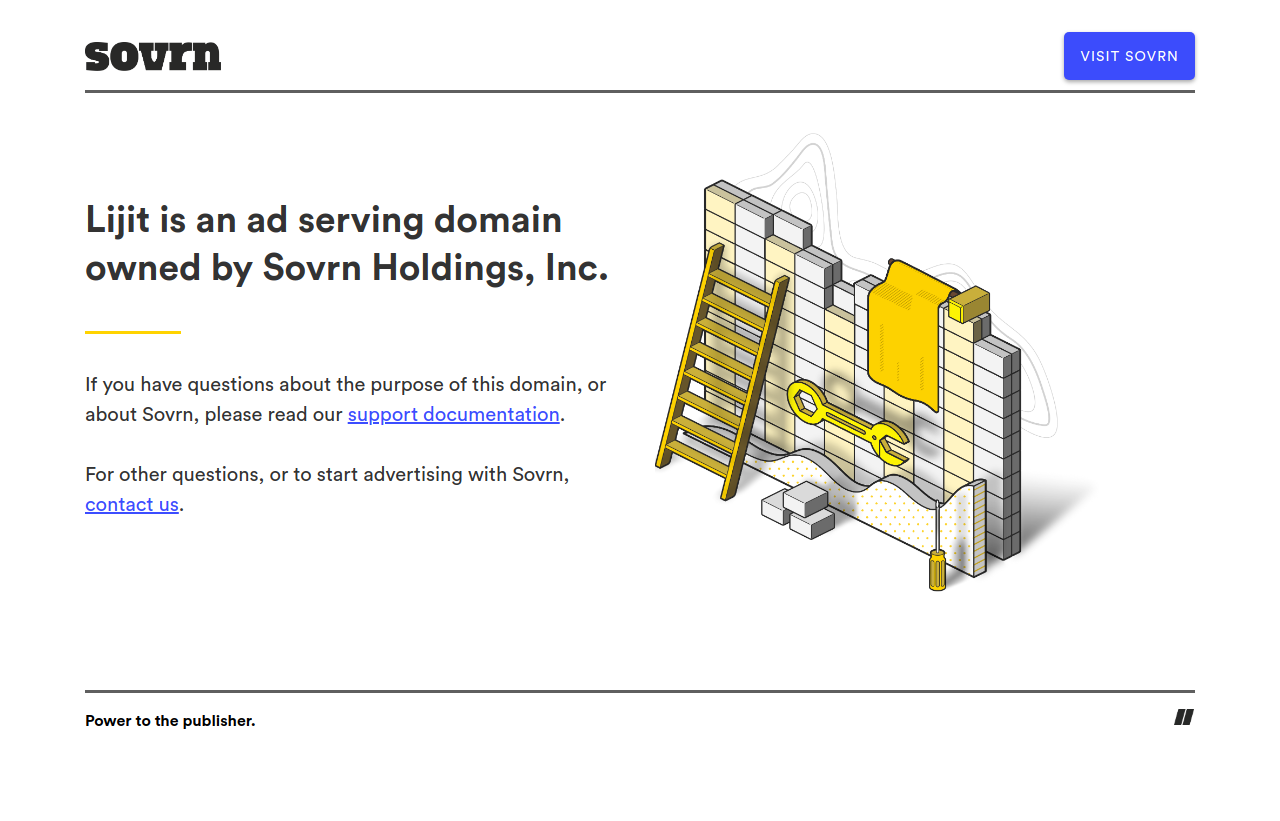 sovrn
VISIT SOVRN
Lijit is an ad serving domain
owned by Sovrn Holdings, Inc.
If you have questions about the purpose of this domain, or
about Sovrn, please read our support documentation.
For other questions, or to start advertising with Sovrn,
contact us.
Power to the publisher.